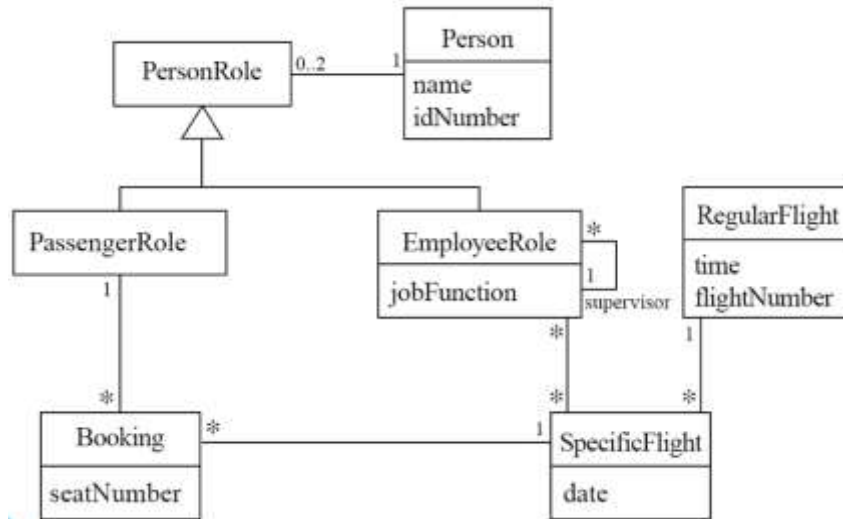 Person
PersonRole
0..2
1
name
idNumber
PassengerRole
EmployeeRole
*
RegularFlight
jobFunction
1
supervisor
time
flightNumber
1
*
1
*
*
*
Booking
*
1
SpecificFlight
seatNumber
date